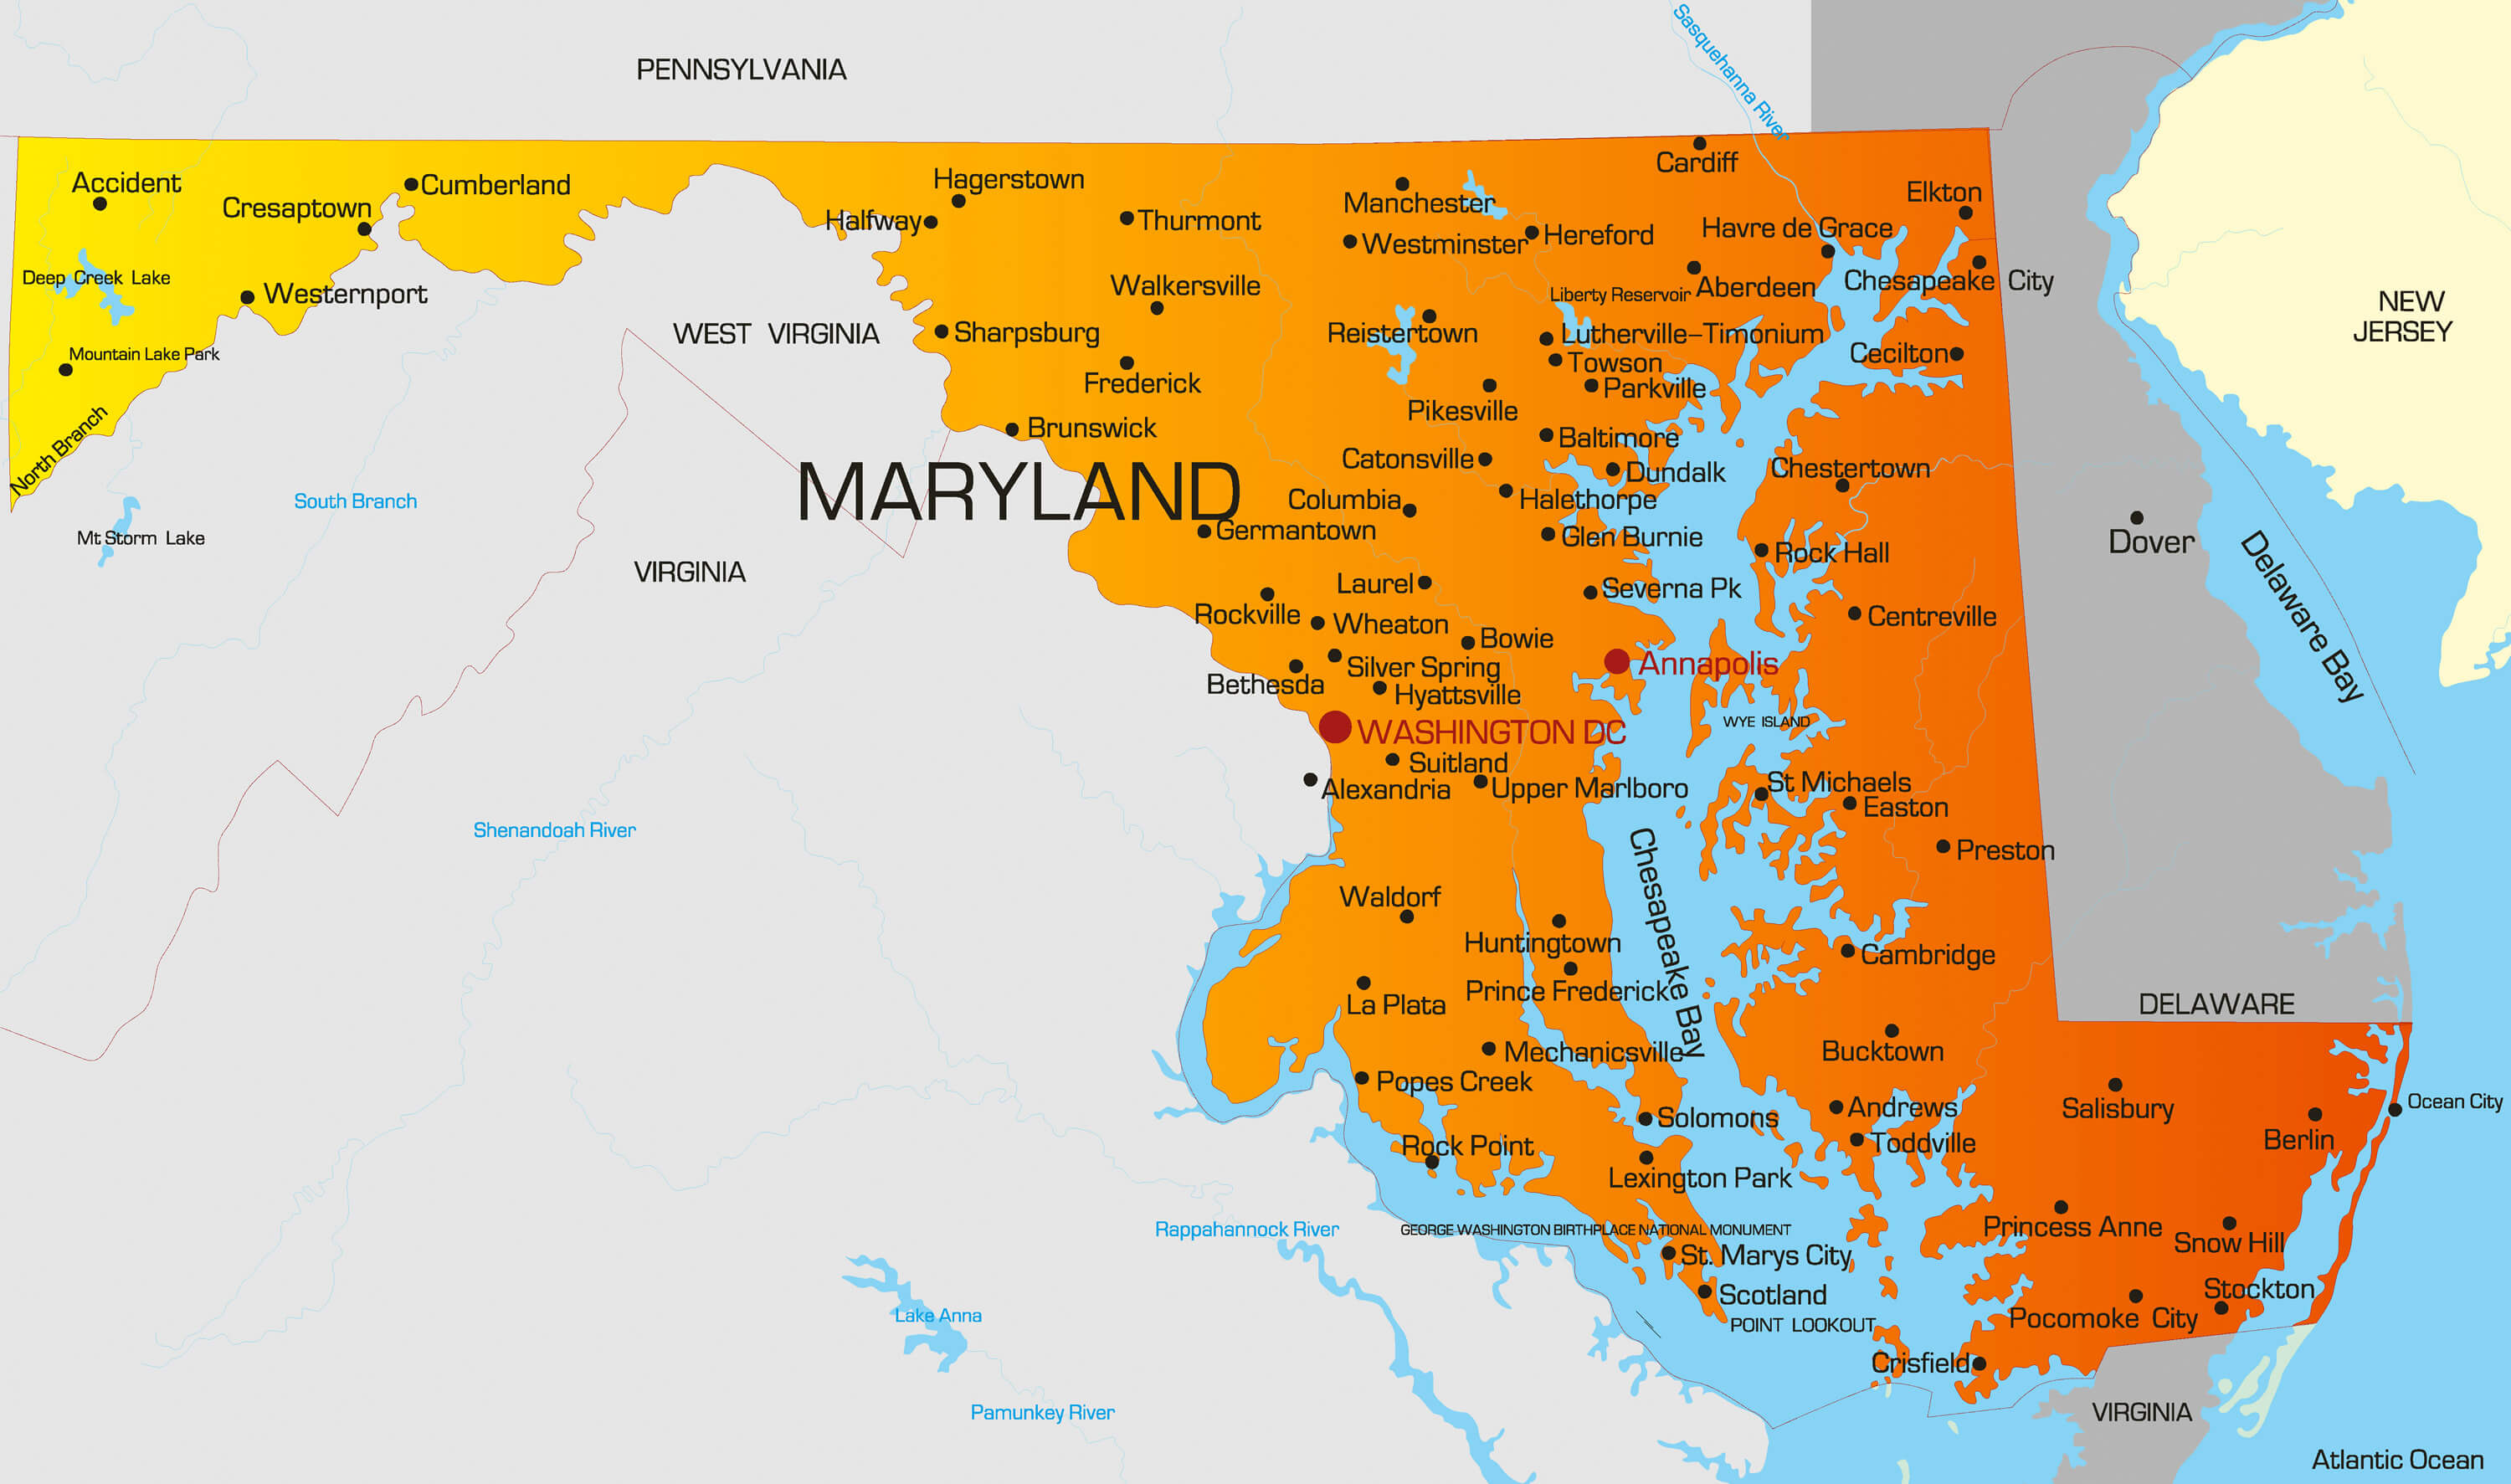 PENNSYLVANIA
Sasquehanna River
Accident
Cresaptown
Cumberland
Hagerstown
Halfway
Thurmont
Manchester
Westminster
Hereford
Cardiff
Elkton
Havre de Grace
Deep Creek Lake
Westernport
Walkersville
Liberty Reservoir
Aberdeen
Chesapeake City
NEW
JERSEY
Mountain Lake Park
WEST VIRGINIA
Sharpsburg
Frederick
Reistertown
Lutherville-Timonium
Towson
Parkville
Cecilton
Pikesville
North Branch
Brunswick
Baltimore
Catonsville
Dundalk
Chestertown
MARYLAND
South Branch
Columbia
Halethorpe
Mt Storm Lake
Germantown
Glen Burnie
Rock Hall
Dover
Delaware Bay
VIRGINIA
Laurel
Severna Pk
Rockville
Wheaton
Bowie
Centreville
Silver Spring
Bethesda
Hyattsville
Annapolis
WYE ISLAND
WASHINGTON DC
Suitland
Alexandria
Upper Marlboro
St Michaels
Easton
Shenandoah River
Chesapeake Bay
Preston
Waldorf
Huntingtown
Cambridge
La Plata
Prince Frederick
DELAWARE
Mechanicsville
Bucktown
Popes Creek
Solomons
Andrews
Salisbury
Ocean City
Rock Point
Toddville
Berlin
Lexington Park
Rappahannock River
GEORGE WASHINGTON BIRTHPLACE NATIONAL MONUMENT
Princess Anne
Snow Hill
St. Marys City
Scotland
Stockton
Lake Anna
POINT LOOKOUT
Pocomoke City
Crisfield
Pamunkey River
VIRGINIA
Atlantic Ocean